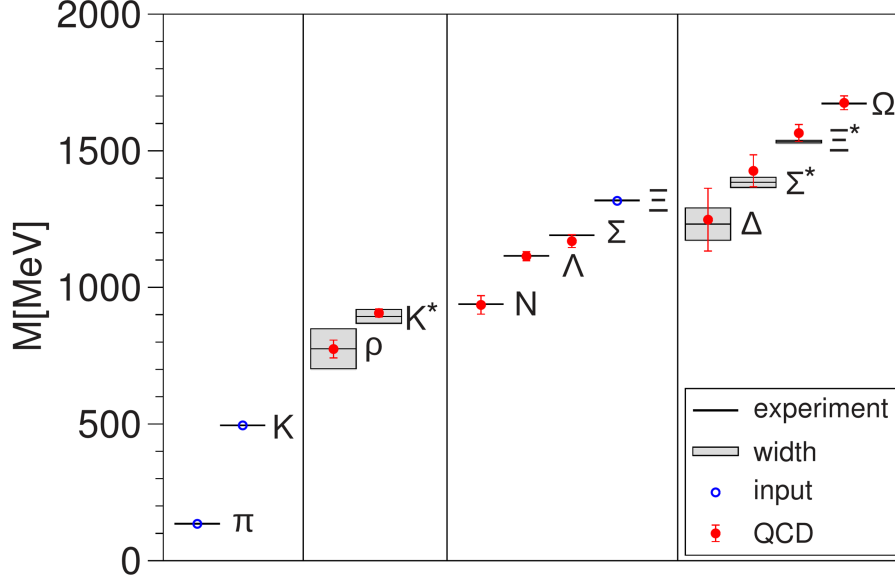 M[MeV]
2000
1500
1000
500
0
π
K
ρ
K*
N
Λ
Σ
Ξ
Δ
Σ*
Ξ*
Ω
experiment
width
input
QCD